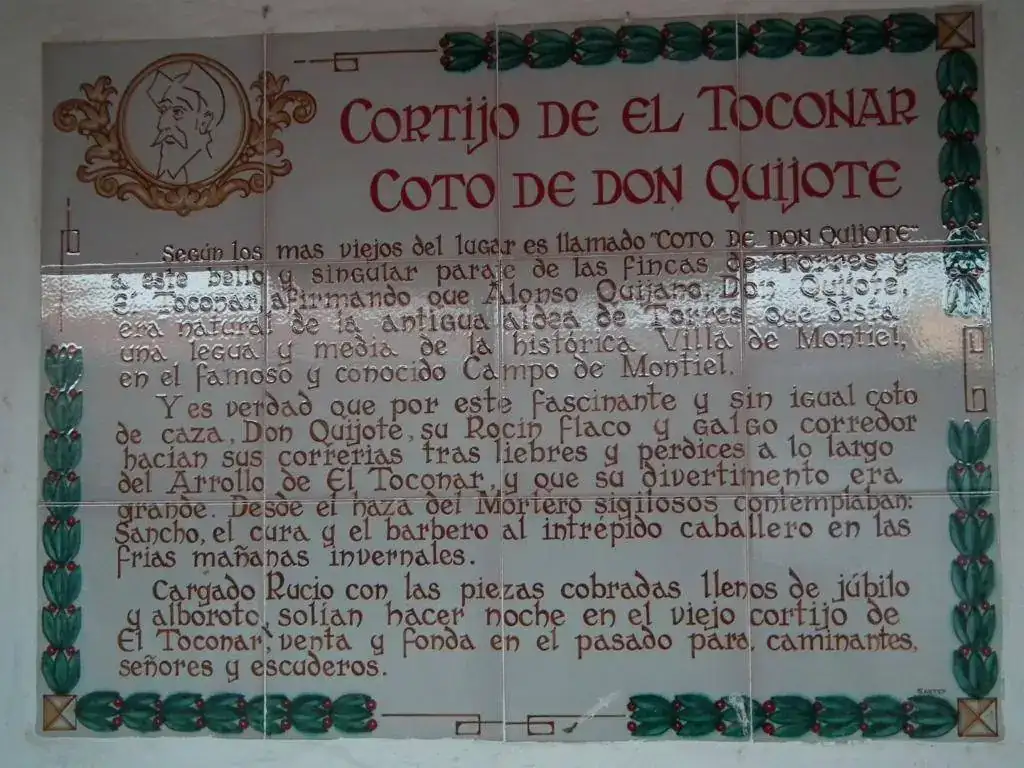 CORTIJO DE EL TOCONAR
COTO DE DON QUIJOTE
Según los mas viejos del lugar es llamado "COTO DE DON QUIJOTE"
a este bello y singular paraje de las fincas de Torres y
El Toconar, afirmando que Alonso Quijano, Don Quijote,
era natural de la antigua aldea de Torres que dista
una legua y media de la histórica Villa de Montiel,
en el famoso y conocido Campo de Montiel.
Y es verdad que por este fascinante y sin igual coto
de caza, Don Quijote, su Rocin flaco y galgo corredor
hacian sus correrias tras liebres y perdices a lo largo
del Arrollo de El Toconar, y que su divertimento era
grande. Desde el haza del Mortero sigilosos contemplaban:
Sancho, el cura y el barbero al intrépido caballero en las
frias mañanas invernales.
Cargado Rucio con las piezas cobradas llenos de júbilo
y alboroto, solían hacer noche en el viejo cortijo de
El Toconar, venta y fonda en el pasado para caminantes,
señores y escuderos.